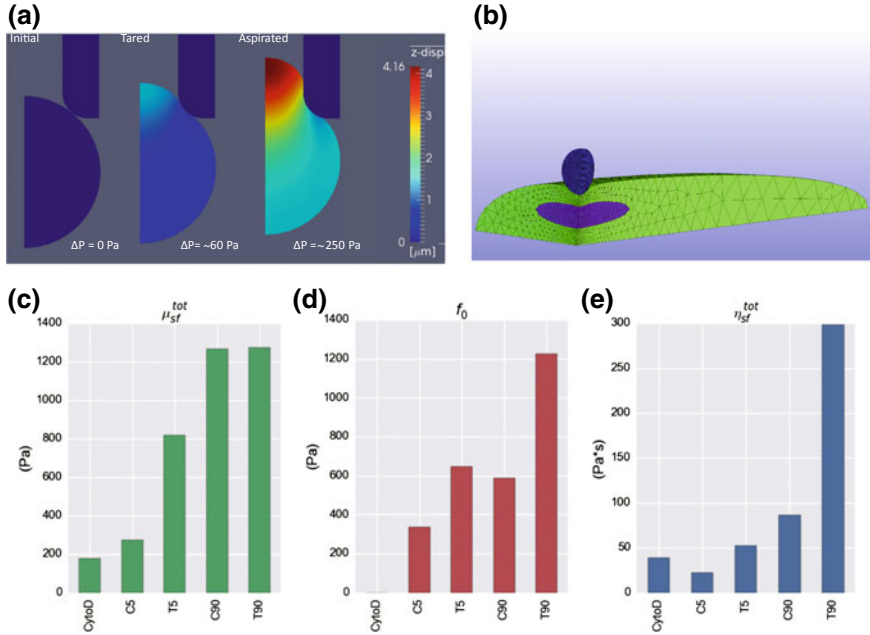 (a)
Initial
Tared
Aspirated
z-disp
4.16
4
3
2
1
0
[μm]
ΔP = 0 Pa
ΔP= ~60 Pa
ΔP =~250 Pa
(b)
(c)
μ_sf^tot
1400
1200
1000
800
600
400
200
0
(Pa)
CytoD
C5
T5
C90
T90
(d)
f_0
1400
1200
1000
800
600
400
200
0
(Pa)
CytoD
C5
T5
C90
T90
(e)
η_sf^tot
300
250
200
150
100
50
0
(Pa*s)
CytoD
C5
T5
C90
T90